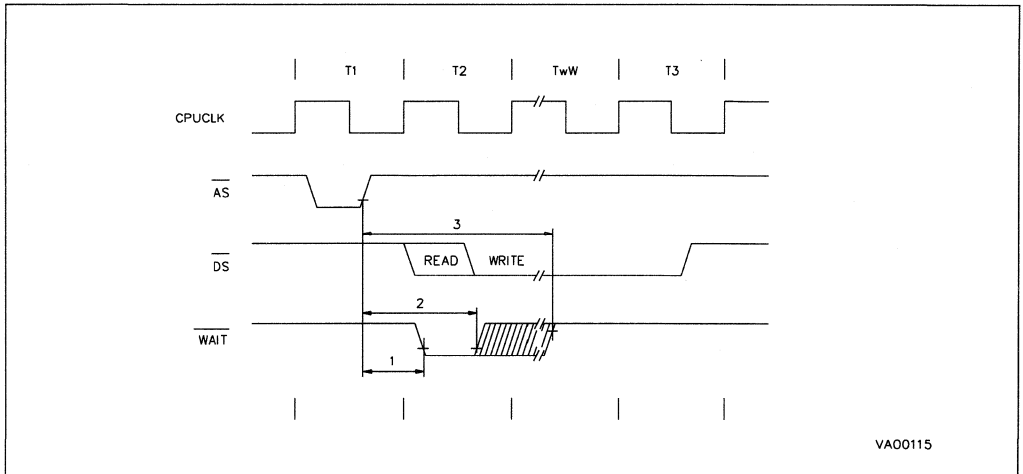 T1 T2 TwW T3
CPUCLK
AS
3
DS
READ WRITE
2
WAIT
1
VA00115